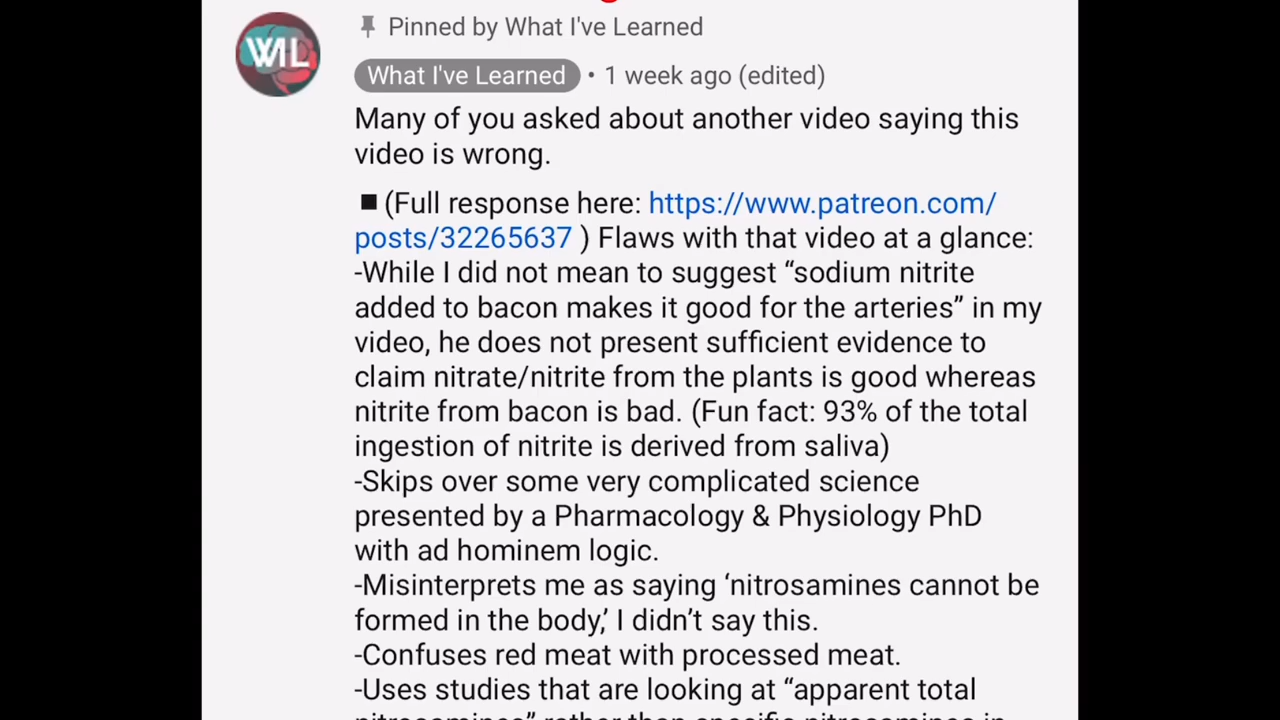 Pinned by What I've Learned
WIL
What I've Learned • 1 week ago (edited)
Many of you asked about another video saying this
video is wrong.
■ (Full response here: https://www.patreon.com/
posts/32265637 ) Flaws with that video at a glance:
-While I did not mean to suggest “sodium nitrite
added to bacon makes it good for the arteries” in my
video, he does not present sufficient evidence to
claim nitrate/nitrite from the plants is good whereas
nitrite from bacon is bad. (Fun fact: 93% of the total
ingestion of nitrite is derived from saliva)
-Skips over some very complicated science
presented by a Pharmacology & Physiology PhD
with ad hominem logic.
-Misinterprets me as saying ‘nitrosamines cannot be
formed in the body,’ I didn’t say this.
-Confuses red meat with processed meat.
-Uses studies that are looking at “apparent total
nitrosamines” rather than specific nitrosamines in